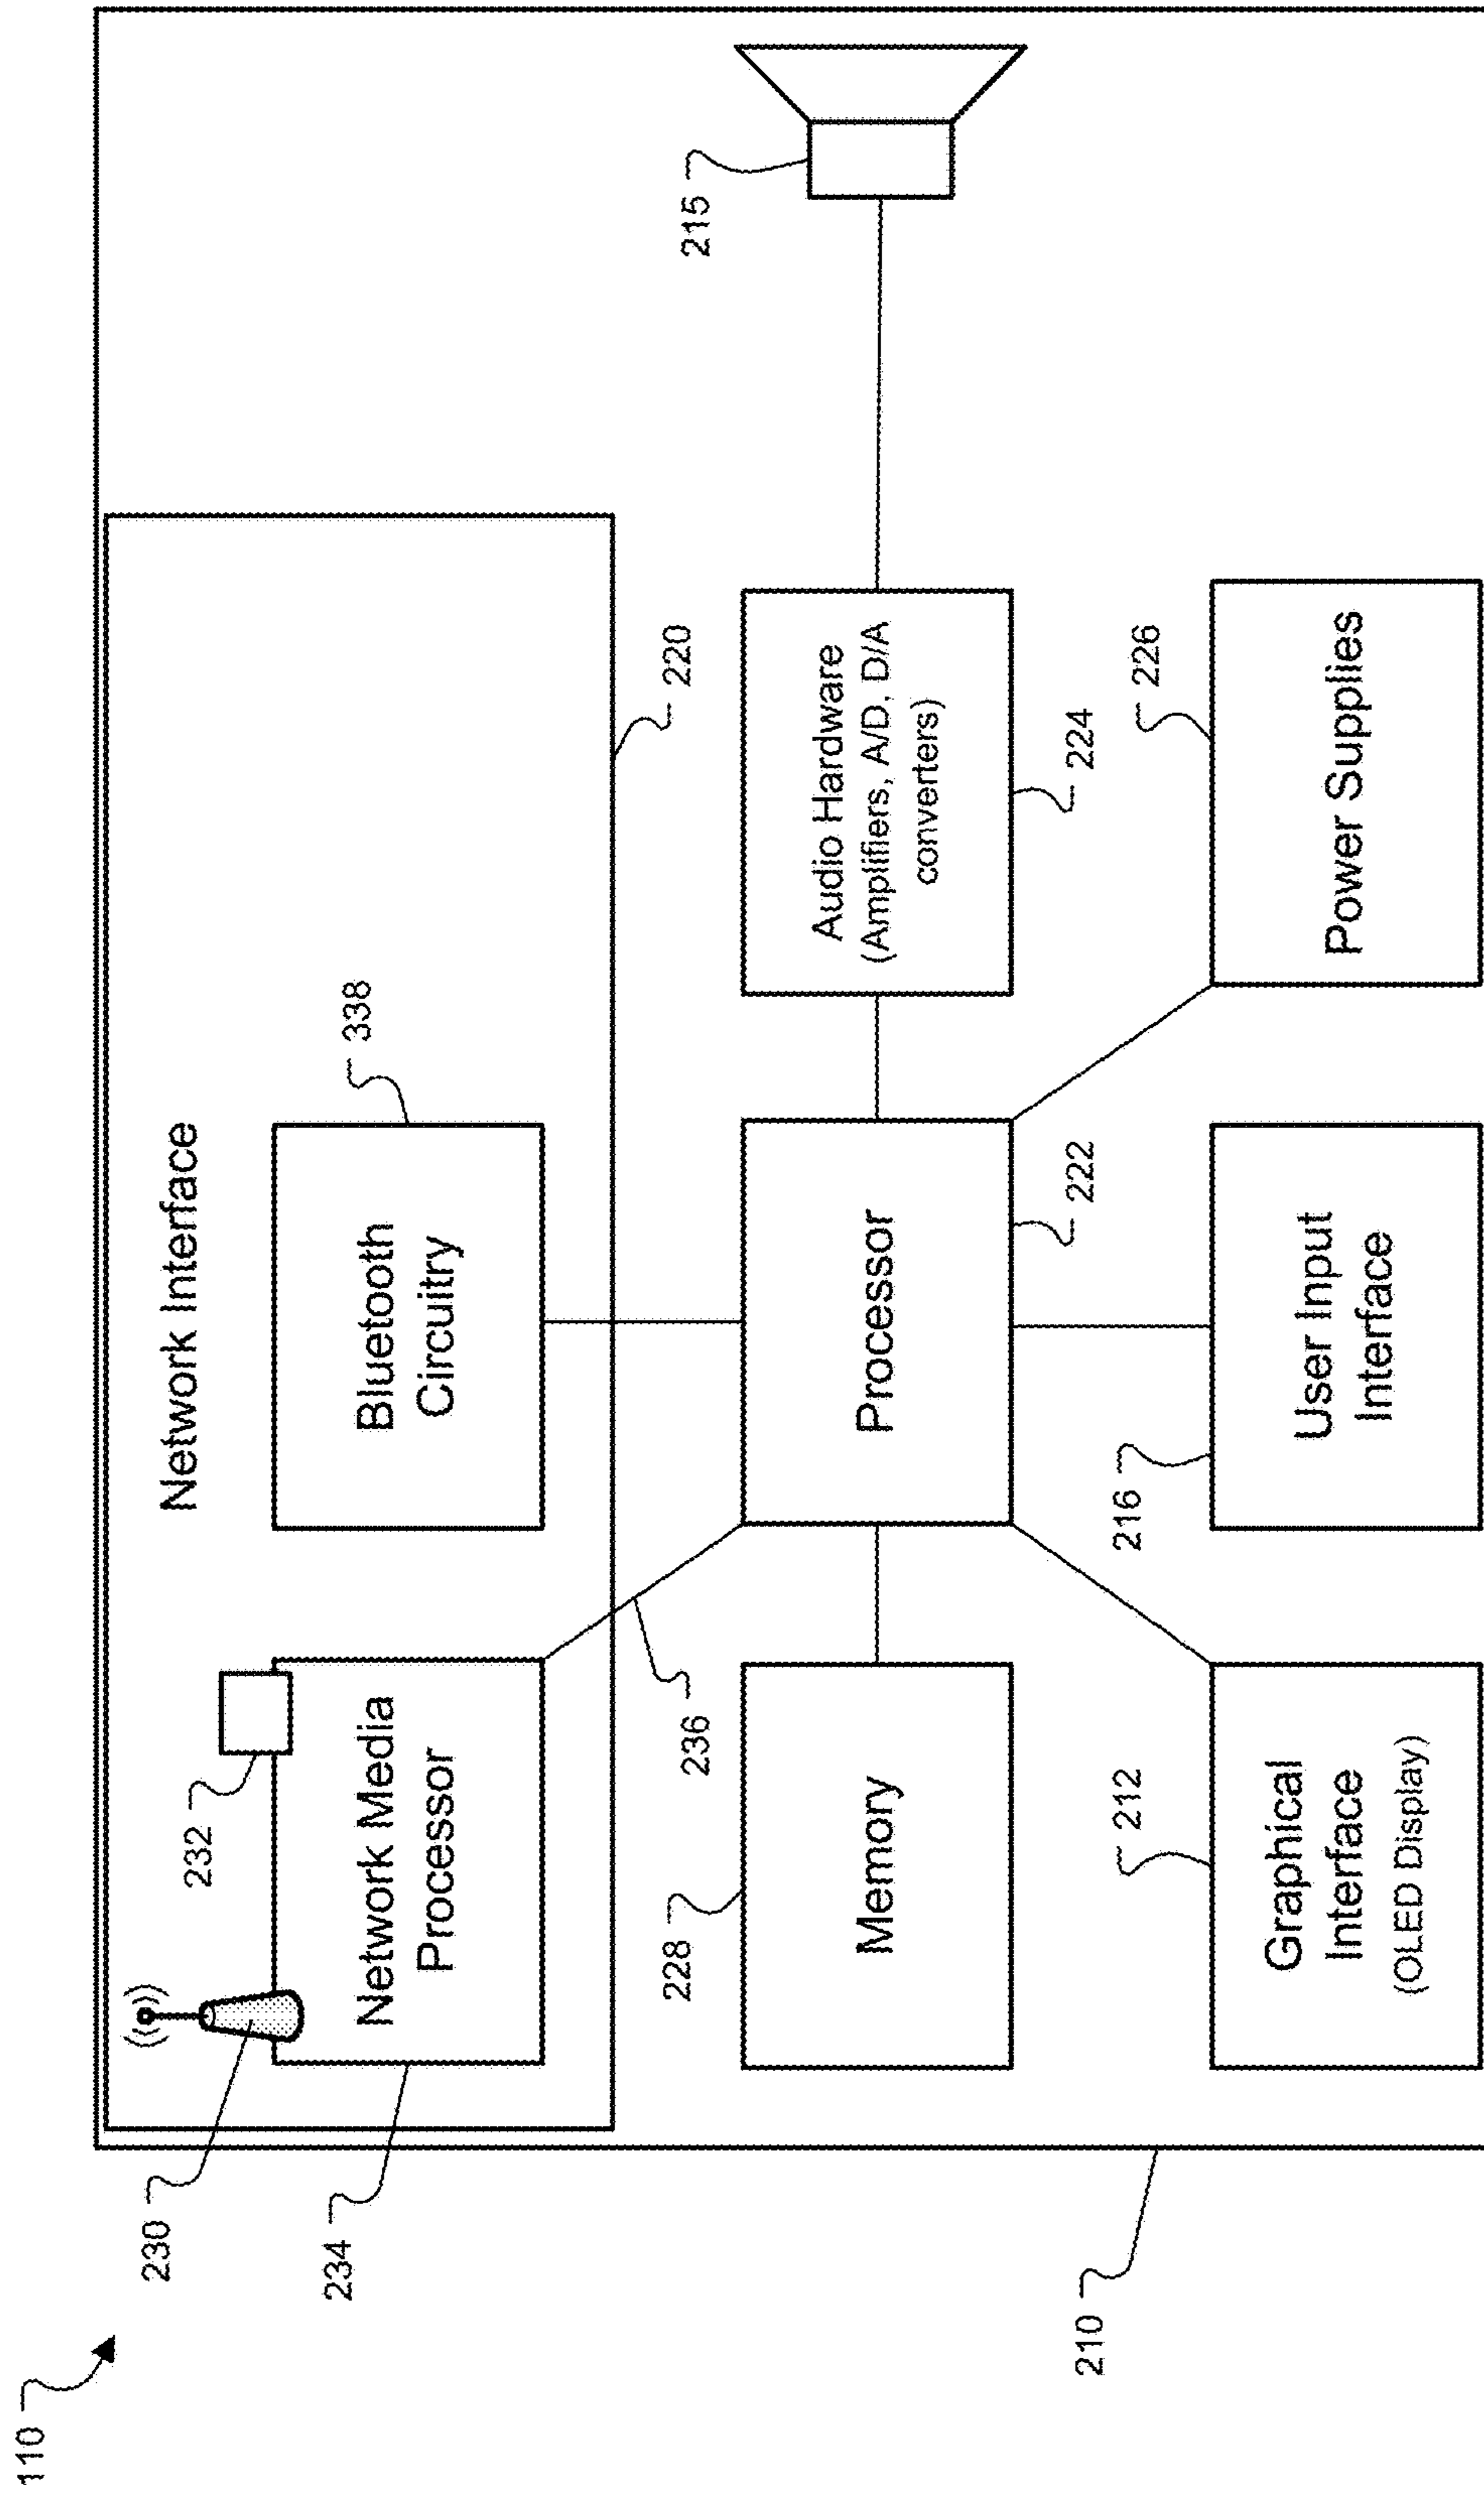 110
230
234
210
Network Interface
232
Network Media
Processor
Bluetooth
Circuitry
338
220
236
228
Memory
Processor
222
Audio Hardware
(Amplifiers, A/D, D/A
converters)
224
215
212
Graphical
Interface
(OLED Display)
216
User Input
Interface
226
Power Supplies